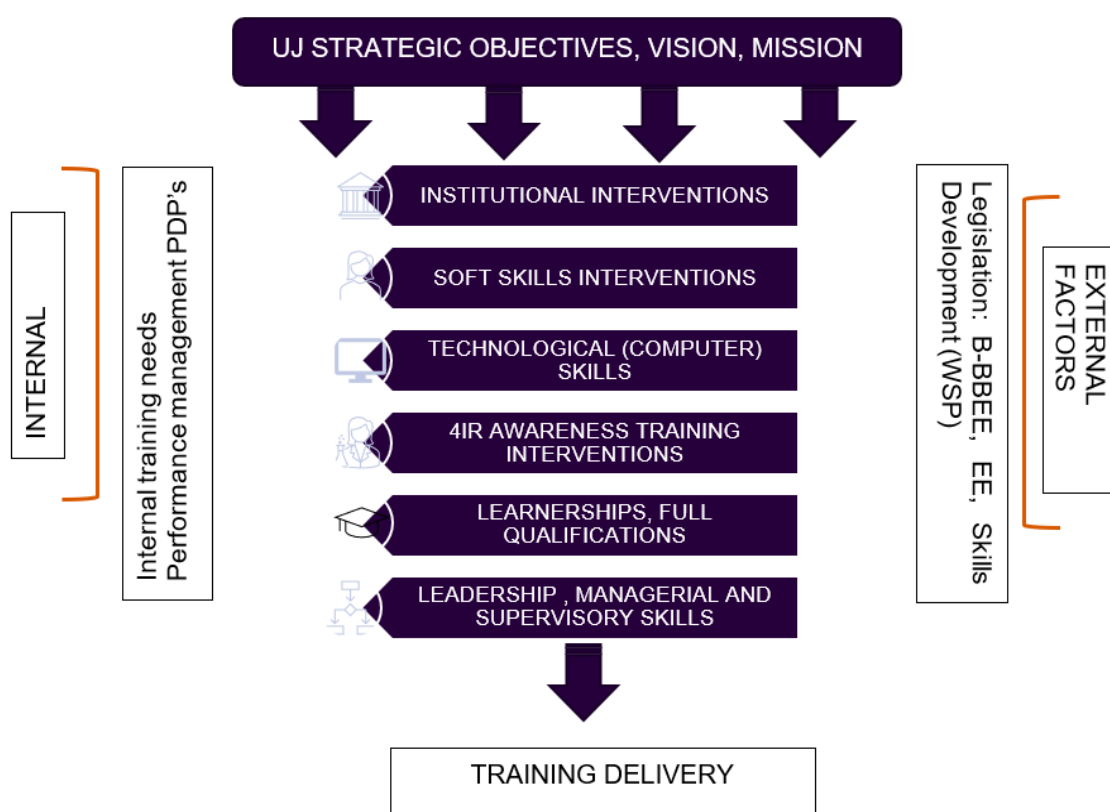 UJ STRATEGIC OBJECTIVES, VISION, MISSION
INTERNAL
Internal training needs
Performance management PDP's
INSTITUTIONAL INTERVENTIONS
SOFT SKILLS INTERVENTIONS
TECHNOLOGICAL (COMPUTER)
SKILLS
4IR AWARENESS TRAINING
INTERVENTIONS
LEARNERSHIPS, FULL
QUALIFICATIONS
LEADERSHIP , MANAGERIAL AND
SUPERVISORY SKILLS
Legislation: B-BBEE, EE, Skills
Development (WSP)
EXTERNAL
FACTORS
TRAINING DELIVERY